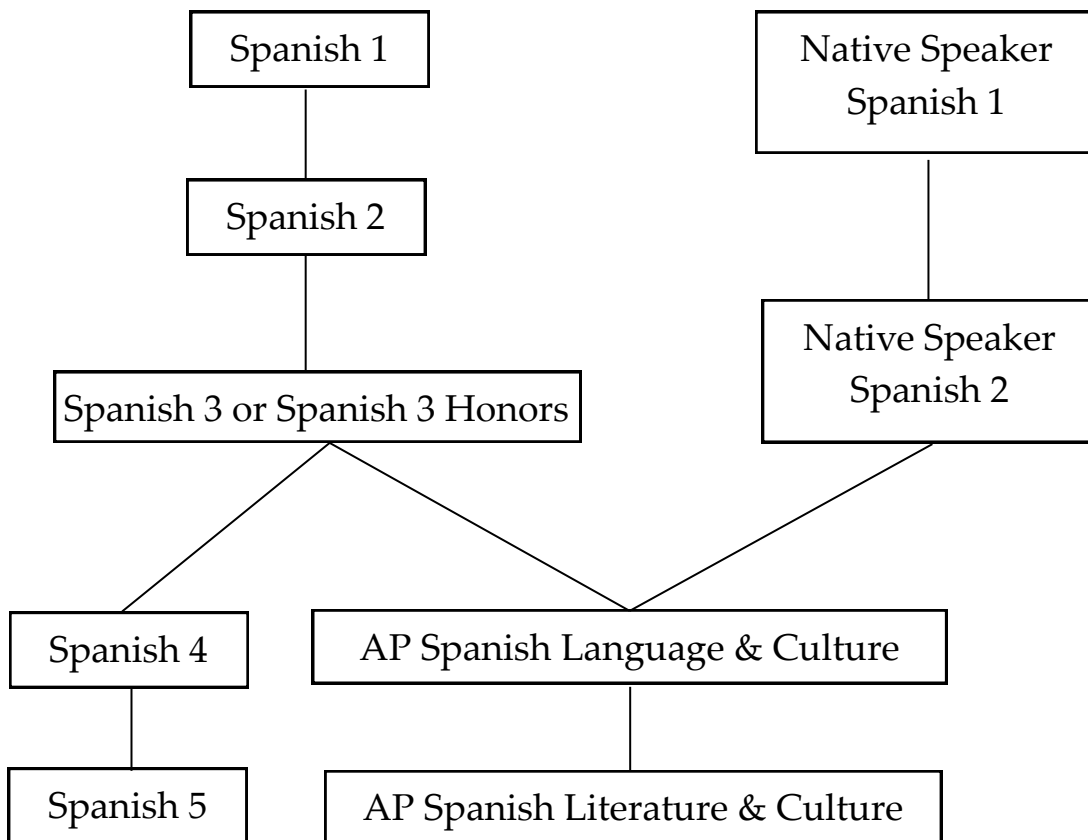 Spanish 1
Native Speaker
Spanish 1
Spanish 2
Native Speaker
Spanish 2
Spanish 3 or Spanish 3 Honors
Spanish 4
AP Spanish Language & Culture
Spanish 5
AP Spanish Literature & Culture